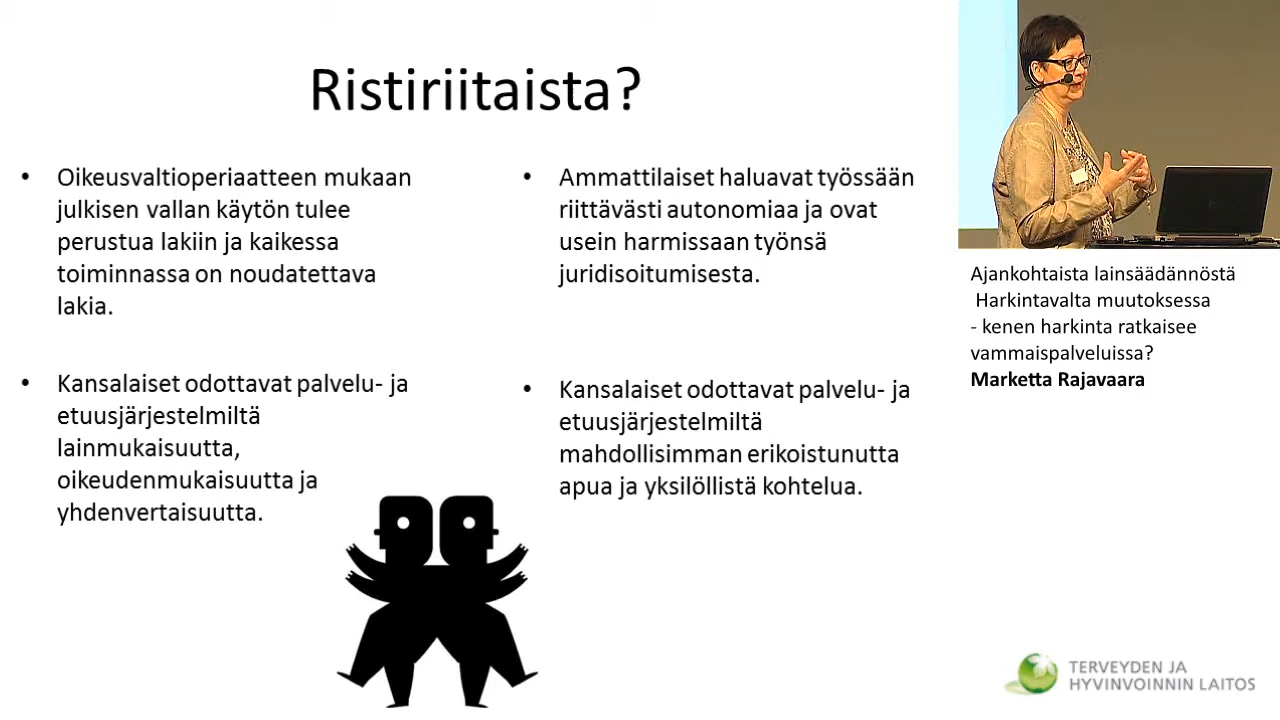 Ristiriitaista?
• Oikeusvaltioperiaatteen mukaan
julkisen vallan käytön tulee
perustua lakiin ja kaikessa
toiminnassa on noudatettava
lakia.
• Kansalaiset odottavat palvelu- ja
etuusjärjestelmiltä
lainmukaisuutta,
oikeudenmukaisuutta ja
yhdenvertaisuutta.
• Ammattilaiset haluavat työssään
riittävästi autonomiaa ja ovat
usein harmissaan työnsä
juridisoitumisesta.
• Kansalaiset odottavat palvelu- ja
etuusjärjestelmiltä
mahdollisimman erikoistunutta
apua ja yksilöllistä kohtelua.
Ajankohtaista lainsäädännöstä
Harkintavalta muutoksessa
- kenen harkinta ratkaisee
vammaispalveluissa?
Marketta Rajavaara
TERVEYDEN JA
HYVINVOINNIN LAITOS